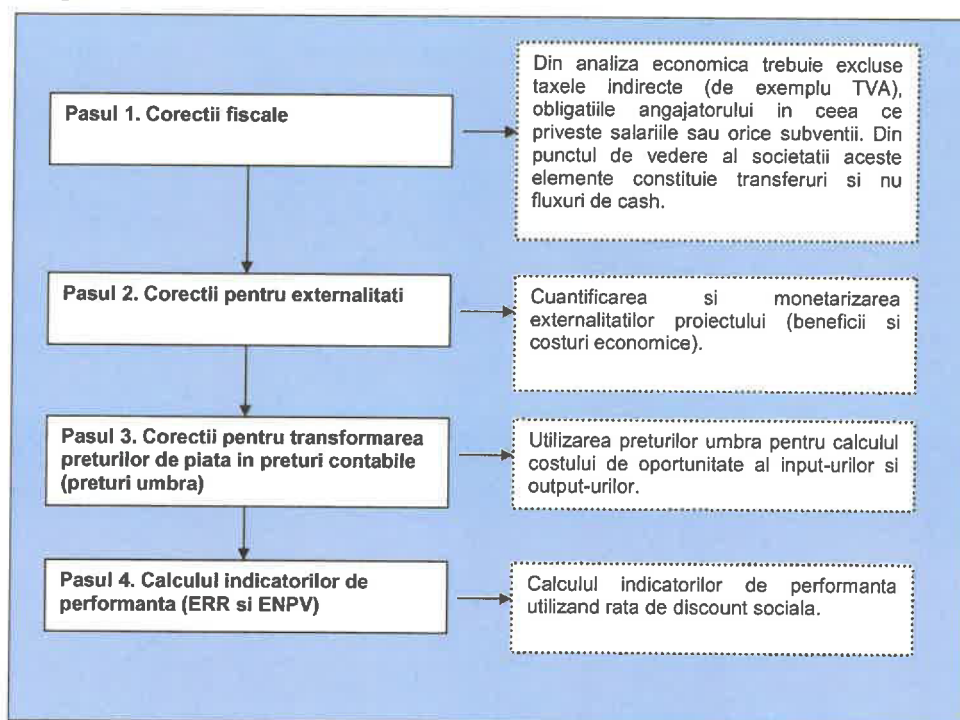 Pasul 1. Corectii fiscale
Din analiza economica trebuie excluse
taxele indirecte (de exemplu TVA),
obligatiile angajatorului in ceea ce
priveste salariile sau orice subventii. Din
punctul de vedere al societatii aceste
elemente constituie transferuri si nu
fluxuri de cash.
Pasul 2. Corectii pentru externalitati
Cuantificarea si monetarizarea
externalitatilor proiectului (beneficii si
costuri economice).
Pasul 3. Corectii pentru transformarea
preturilor de piata in preturi contabile
(preturi umbra)
Utilizarea preturilor umbra pentru calculul
costului de oportunitate al input-urilor si
output-urilor.
Pasul 4. Calculul indicatorilor de
performanta (ERR si ENPV)
Calculul indicatorilor de performanta
utilizand rata de discount sociala.